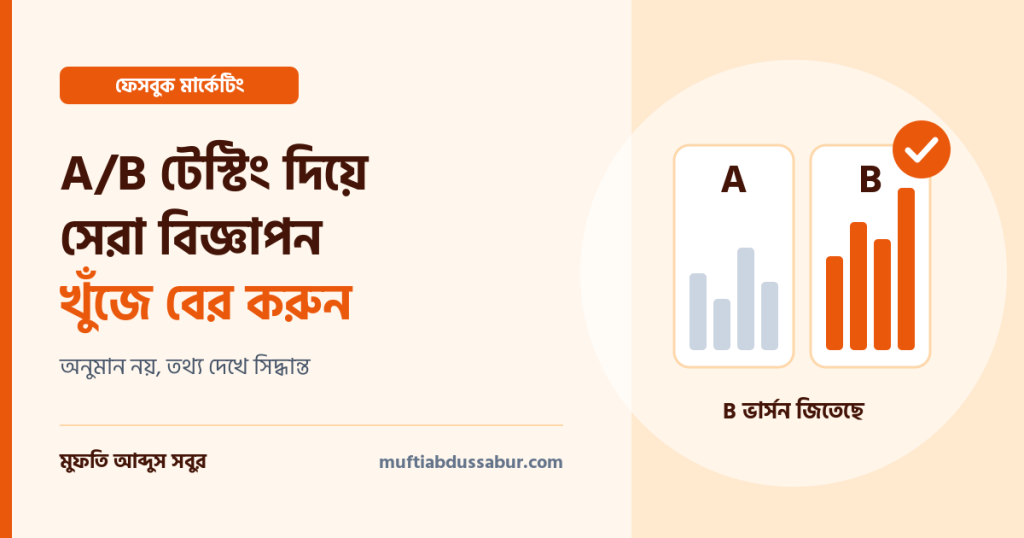 ফেসবুক মার্কেটিং
A/B টেস্টিং দিয়ে
সেরা বিজ্ঞাপন
খুঁজে বের করুন
অনুমান নয়, তথ্য দেখে সিদ্ধান্ত
মুফতি আব্দুস সবুর
muftiabdussabur.com
A
B
B ভার্সন জিতেছে